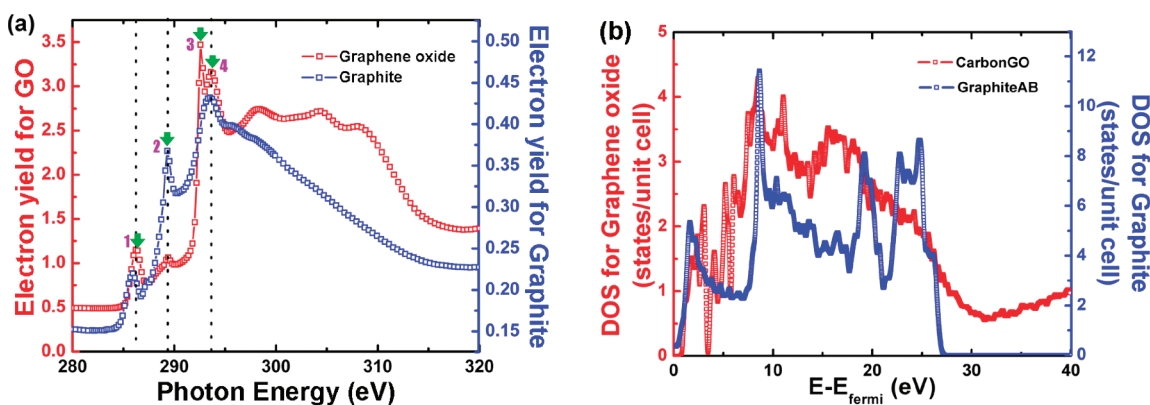 (a)
Electron yield for GO
3.5
3.0
2.5
2.0
1.5
1.0
0.5
0.0
1
2
3
4
Graphene oxide
Graphite
0.50
0.45
0.40
0.35
0.30
0.25
0.20
0.15
Electron yield for Graphite
280 290 300 310 320
Photon Energy (eV)
(b)
DOS for Graphene oxide
(states/unit cell)
5
4
3
2
1
0
CarbonGO
GraphiteAB
12
10
8
6
4
2
0
DOS for Graphite
(states/unit cell)
0 10 20 30 40
E-Efermi (eV)